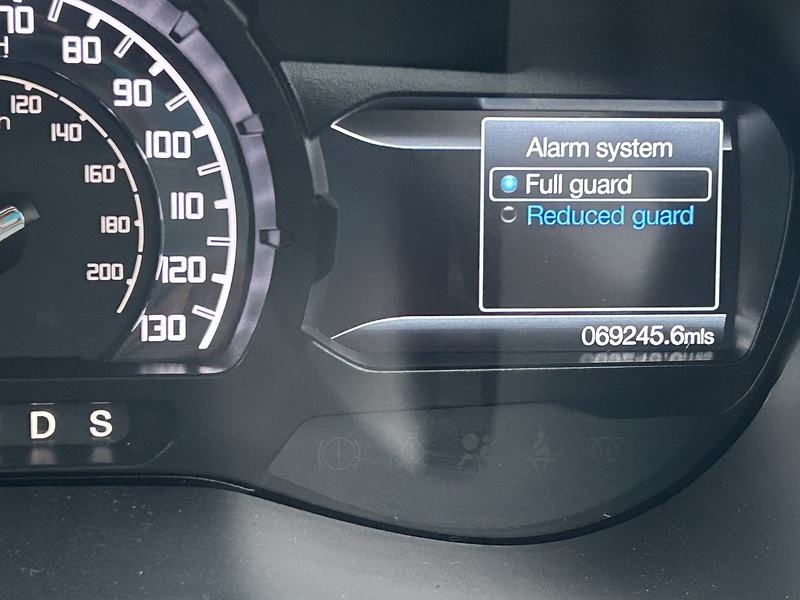 70
80
90
100
110
120
130
120
140
160
180
200
Alarm system
Full guard
Reduced guard
069245.6mls
D S